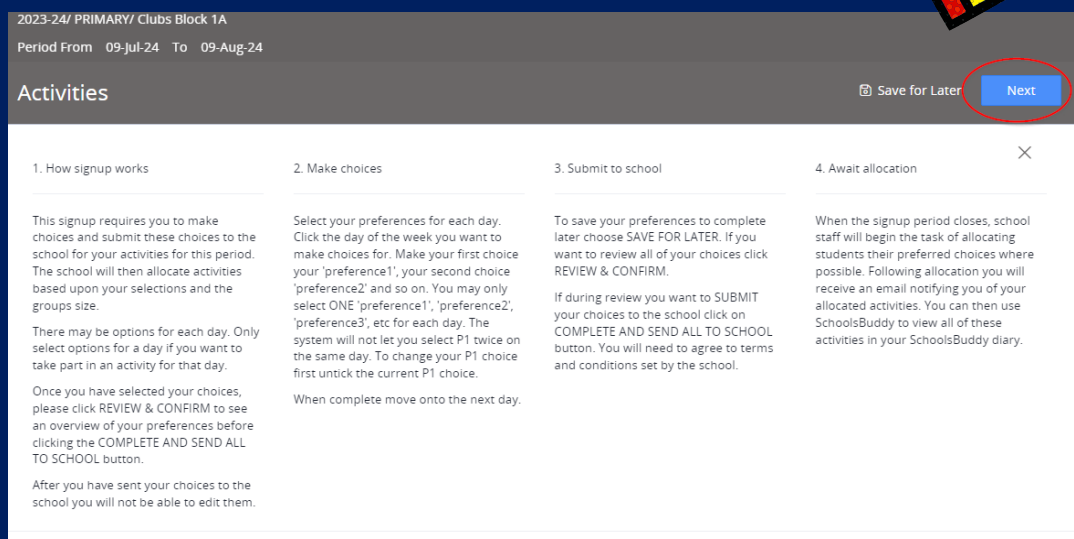 2023-24/ PRIMARY/ Clubs Block 1A
Period From 09-Jul-24 To 09-Aug-24
Activities
Save for Later
Next
1. How signup works
This signup requires you to make
choices and submit these choices to the
school for your activities for this period.
The school will then allocate activities
based upon your selections and the
groups size.
There may be options for each day. Only
select options for a day if you want to
take part in an activity for that day.
Once you have selected your choices,
please click REVIEW & CONFIRM to see
an overview of your preferences before
clicking the COMPLETE AND SEND ALL
TO SCHOOL button.
After you have sent your choices to the
school you will not be able to edit them.
2. Make choices
Select your preferences for each day.
Click the day of the week you want to
make choices for. Make your first choice
your 'preference1', your second choice
'preference2' and so on. You may only
select ONE 'preference1', 'preference2',
'preference3', etc for each day. The
system will not let you select P1 twice on
the same day. To change your P1 choice
first untick the current P1 choice.
When complete move onto the next day.
3. Submit to school
To save your preferences to complete
later choose SAVE FOR LATER. If you
want to review all of your choices click
REVIEW & CONFIRM.
If during review you want to SUBMIT
your choices to the school click on
COMPLETE AND SEND ALL TO SCHOOL
button. You will need to agree to terms
and conditions set by the school.
4. Await allocation
When the signup period closes, school
staff will begin the task of allocating
students their preferred choices where
possible. Following allocation you will
receive an email notifying you of your
allocated activities. You can then use
SchoolsBuddy to view all of these
activities in your SchoolsBuddy diary.